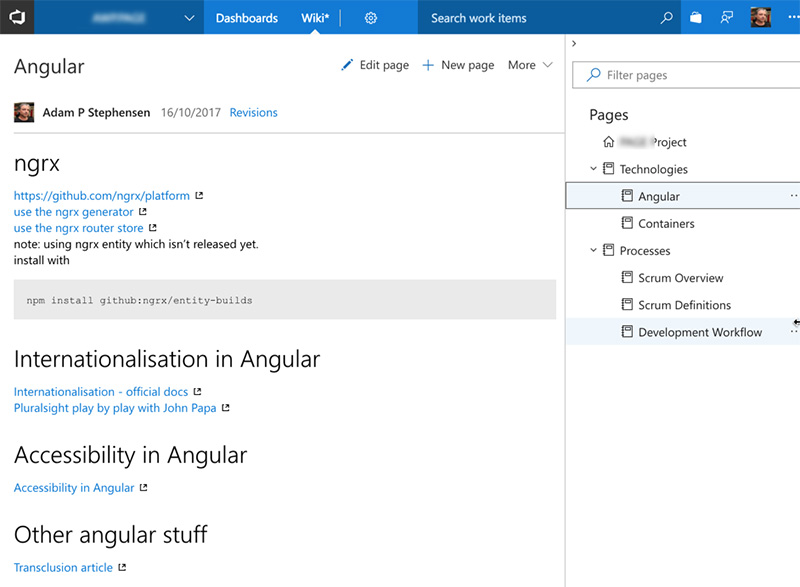 Dashboards Wiki* Search work items
Angular
Edit page New page More
Adam P Stephensen 16/10/2017 Revisions
ngrx
https://github.com/ngrx/platform
use the ngrx generator
use the ngrx router store
note: using ngrx entity which isn't released yet.
install with
npm install github:ngrx/entity-builds
Internationalisation in Angular
Internationalisation - official docs
Pluralsight play by play with John Papa
Accessibility in Angular
Accessibility in Angular
Other angular stuff
Transclusion article
Filter pages
Pages
Project
Technologies
Angular
Containers
Processes
Scrum Overview
Scrum Definitions
Development Workflow